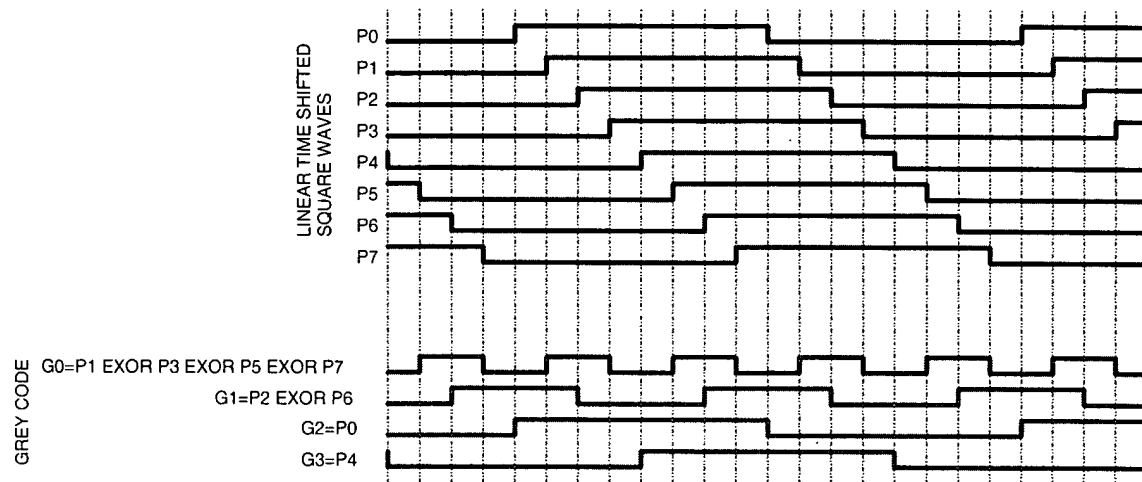 LINEAR TIME SHIFTED
SQUARE WAVES
P0
P1
P2
P3
P4
P5
P6
P7
GREY CODE
G0=P1 EXOR P3 EXOR P5 EXOR P7
G1=P2 EXOR P6
G2=P0
G3=P4